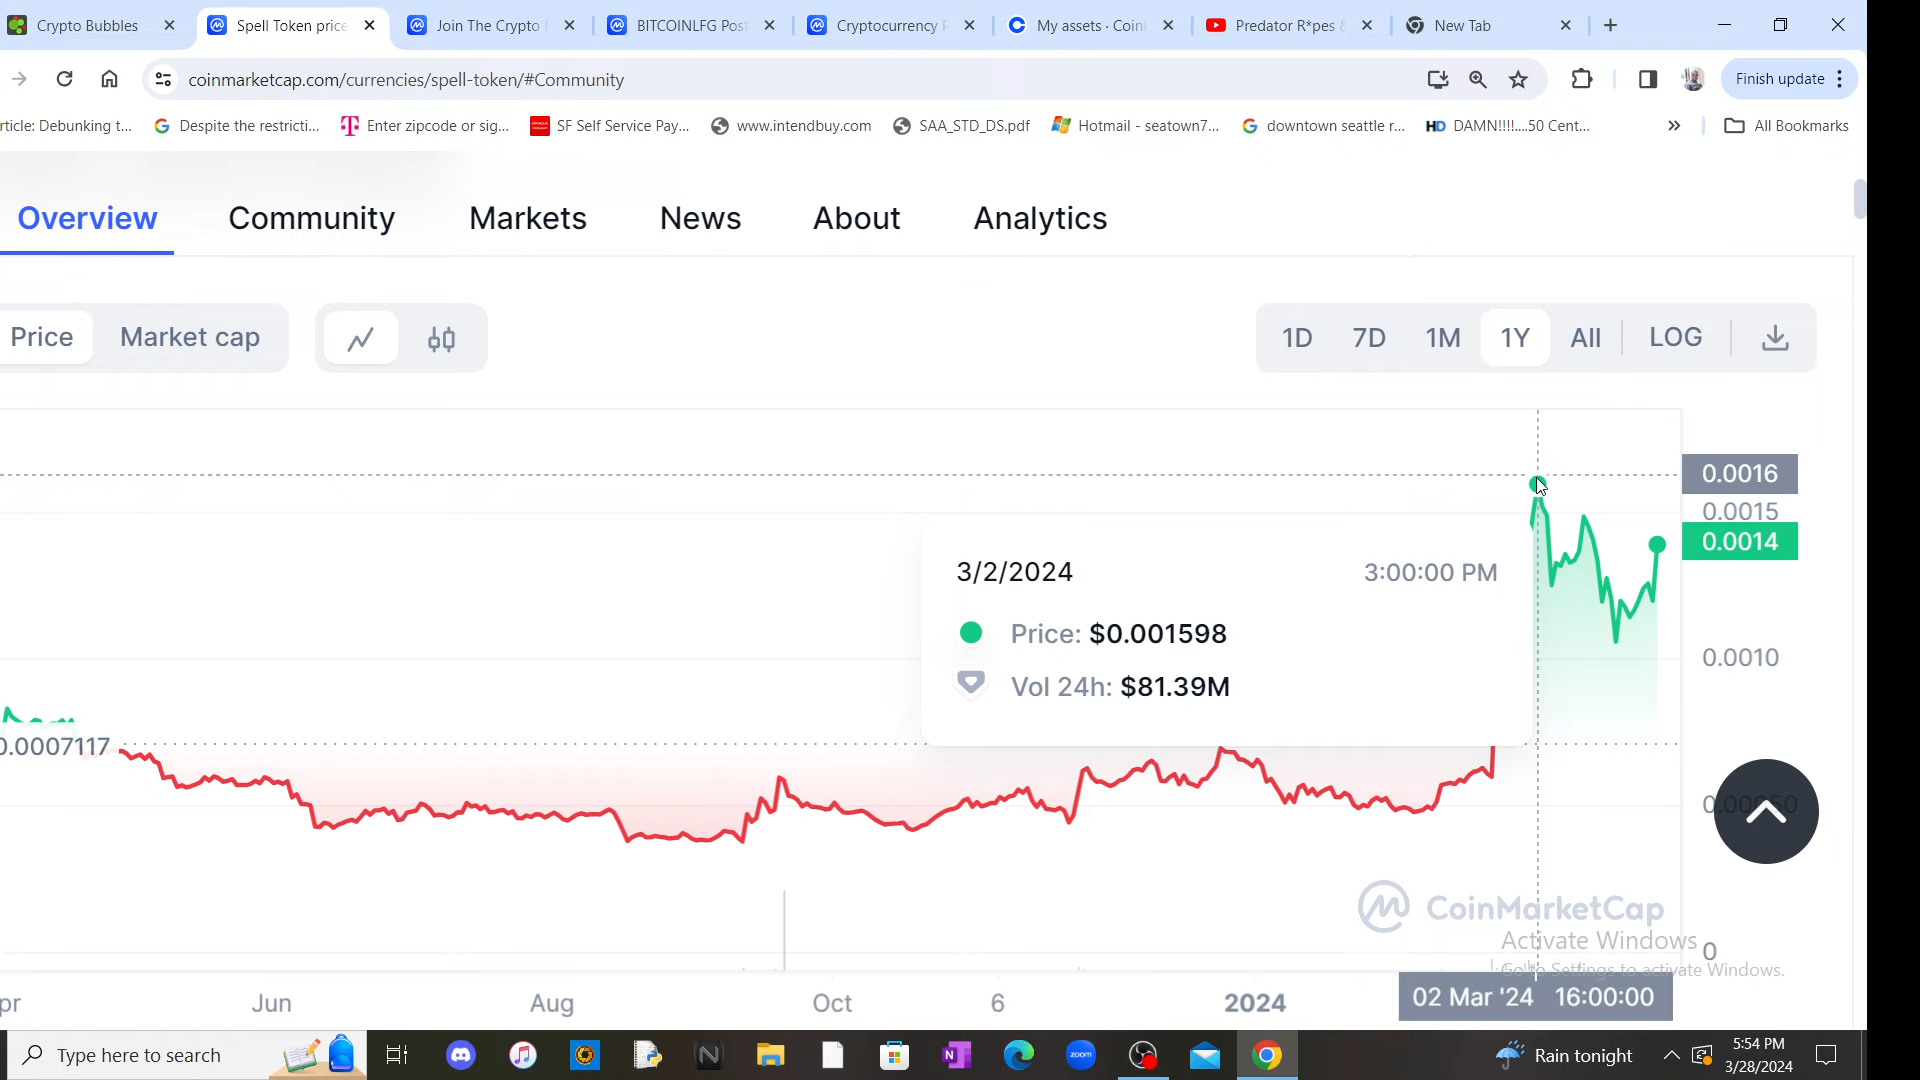 Crypto Bubbles
Spell Token price
Join The Crypto
BITCOINLFG Post
Cryptocurrency P
My assets · Coin
Predator R*pes &
New Tab
coinmarketcap.com/currencies/spell-token/#Community
Finish update
rticle: Debunking t...
Despite the restricti...
Enter zipcode or sig...
SF Self Service Pay...
www.intendbuy.com
SAA_STD_DS.pdf
Hotmail - seatown7...
downtown seattle r...
HD DAMN!!!!....50 Cent...
All Bookmarks
Overview
Community
Markets
News
About
Analytics
Price
Market cap
1D
7D
1M
1Y
All
LOG
0.0016
0.0015
0.0014
3/2/2024
3:00:00 PM
Price: $0.001598
0.0010
Vol 24h: $81.39M
0.0007117
CoinMarketCap
Activate Windows
0
Go to Settings to activate Windows.
pr
Jun
Aug
Oct
6
2024
02 Mar '24 16:00:00
Type here to search
N
N
zoom
Rain tonight
5:54 PM
3/28/2024